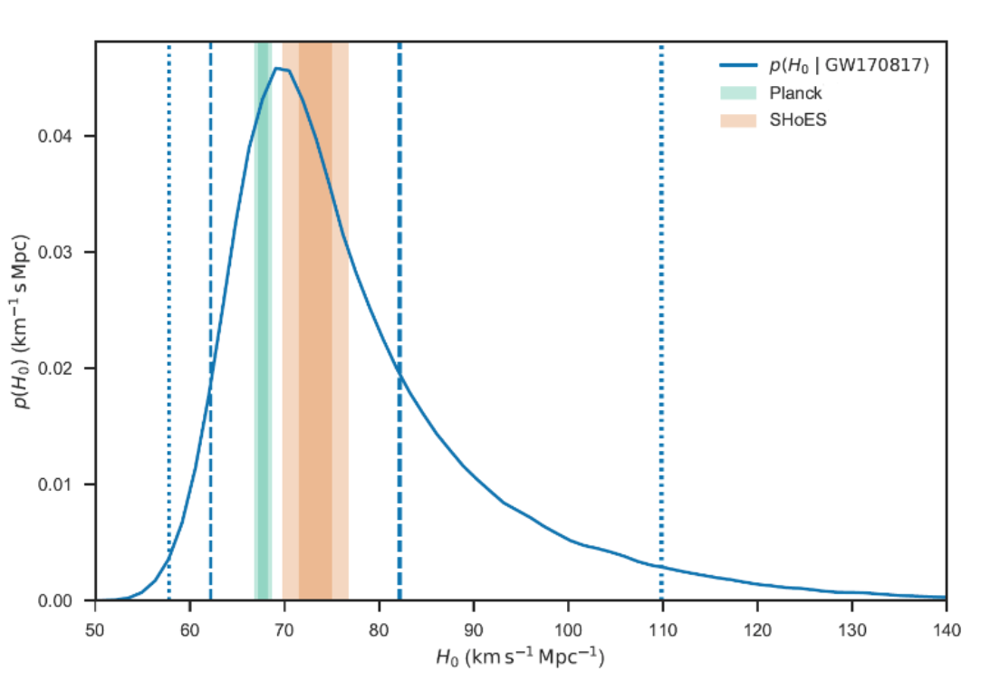 p(H₀ | GW170817)
Planck
SHoES
0.04
0.03
0.02
0.01
0.00
p(H₀) (km⁻¹ s Mpc)
50 60 70 80 90 100 110 120 130 140
H₀ (km s⁻¹ Mpc⁻¹)